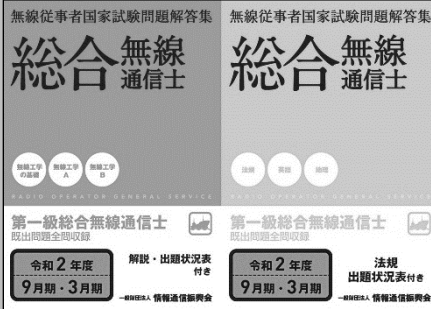 無線従事者国家試験問題解答集
総合無線通信士
無線工学の基礎
無線工学A
無線工学B
RADIO OPERATOR GENERAL SERVICE
第一級総合無線通信士
既出問題全問収録
令和2年度
9月期・3月期
解説・出題状況表
付き
一般財団法人 情報通信振興会
無線従事者国家試験問題解答集
総合無線通信士
法規
英語
地理
RADIO OPERATOR GENERAL SERVICE
第一級総合無線通信士
既出問題全問収録
令和2年度
9月期・3月期
法規
出題状況表付き
一般財団法人 情報通信振興会